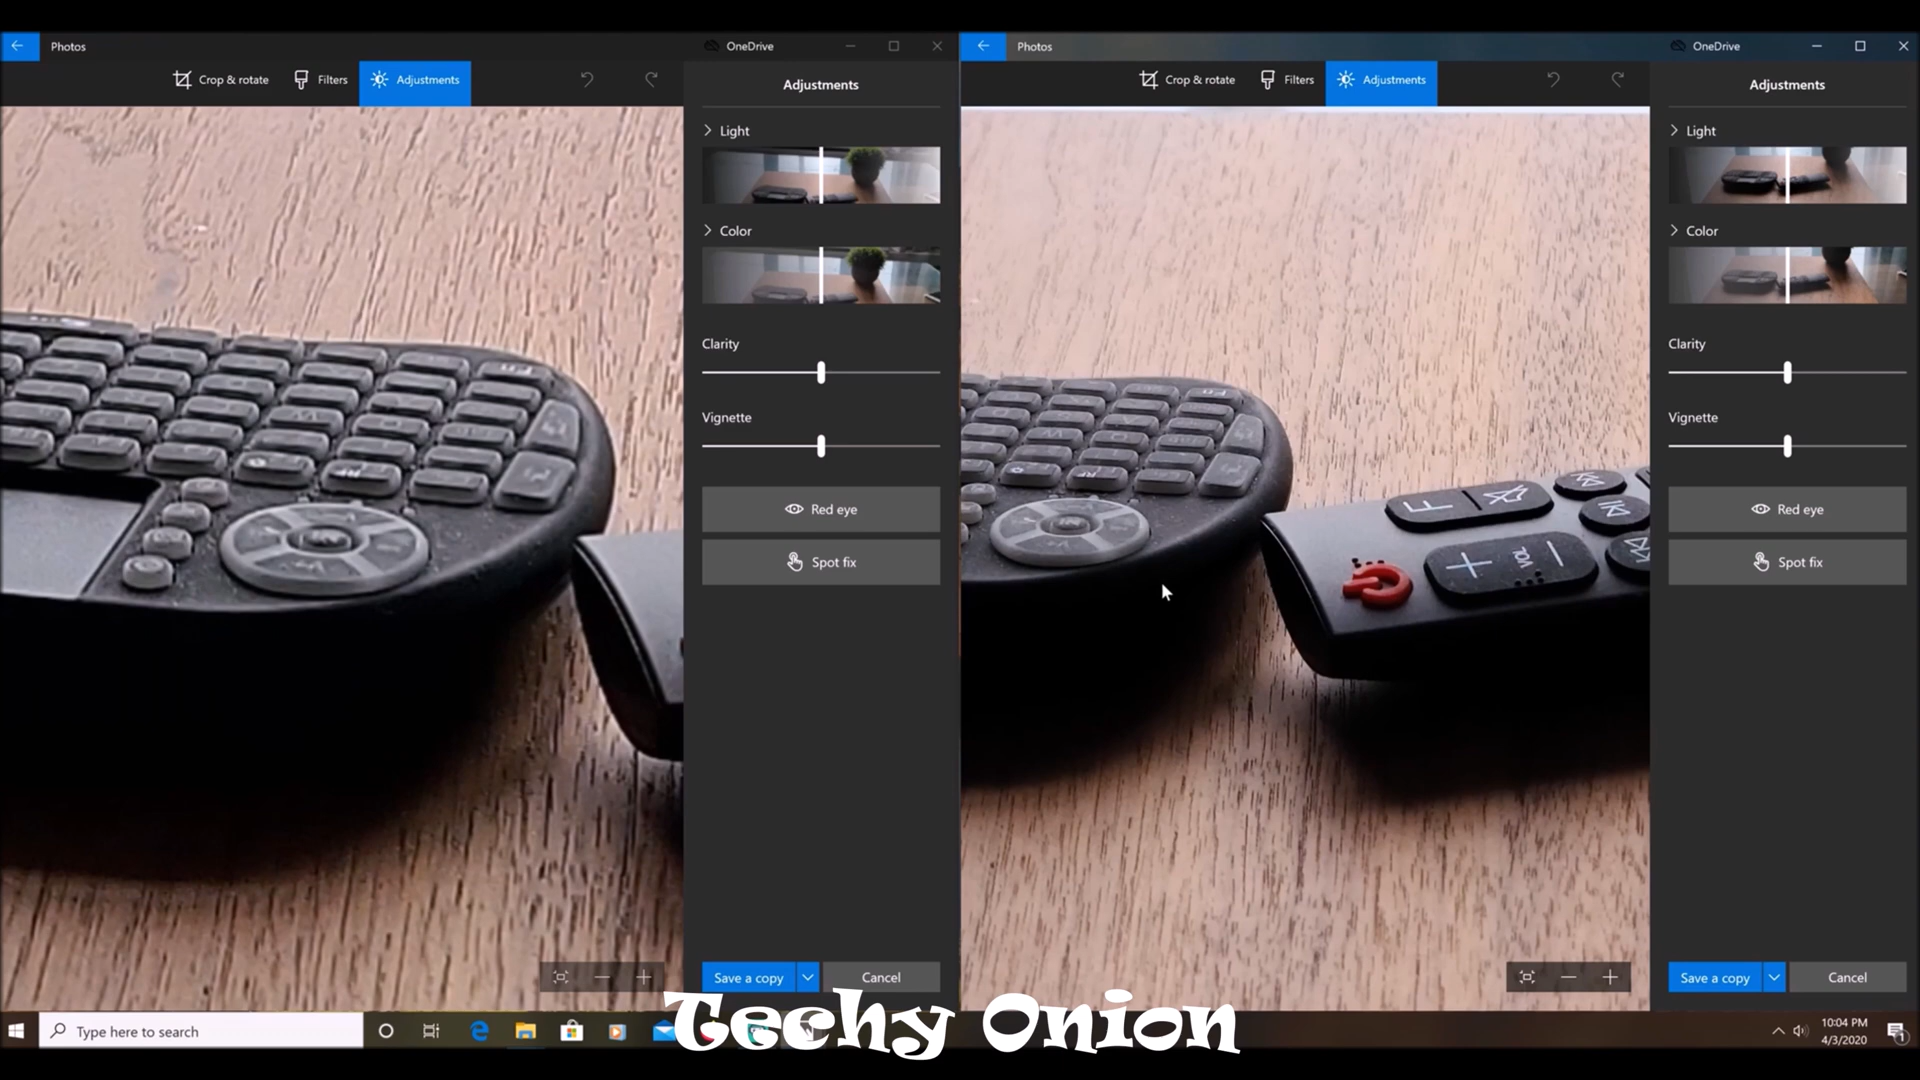 Photos
OneDrive
Crop & rotate
Filters
Adjustments
Adjustments
Light
Color
Clarity
Vignette
Red eye
Spot fix
Save a copy
Cancel
Photos
OneDrive
Crop & rotate
Filters
Adjustments
Adjustments
Light
Color
Clarity
Vignette
Red eye
Spot fix
Save a copy
Cancel
VOL
Techy Onion
Type here to search
10:04 PM
4/3/2020
1